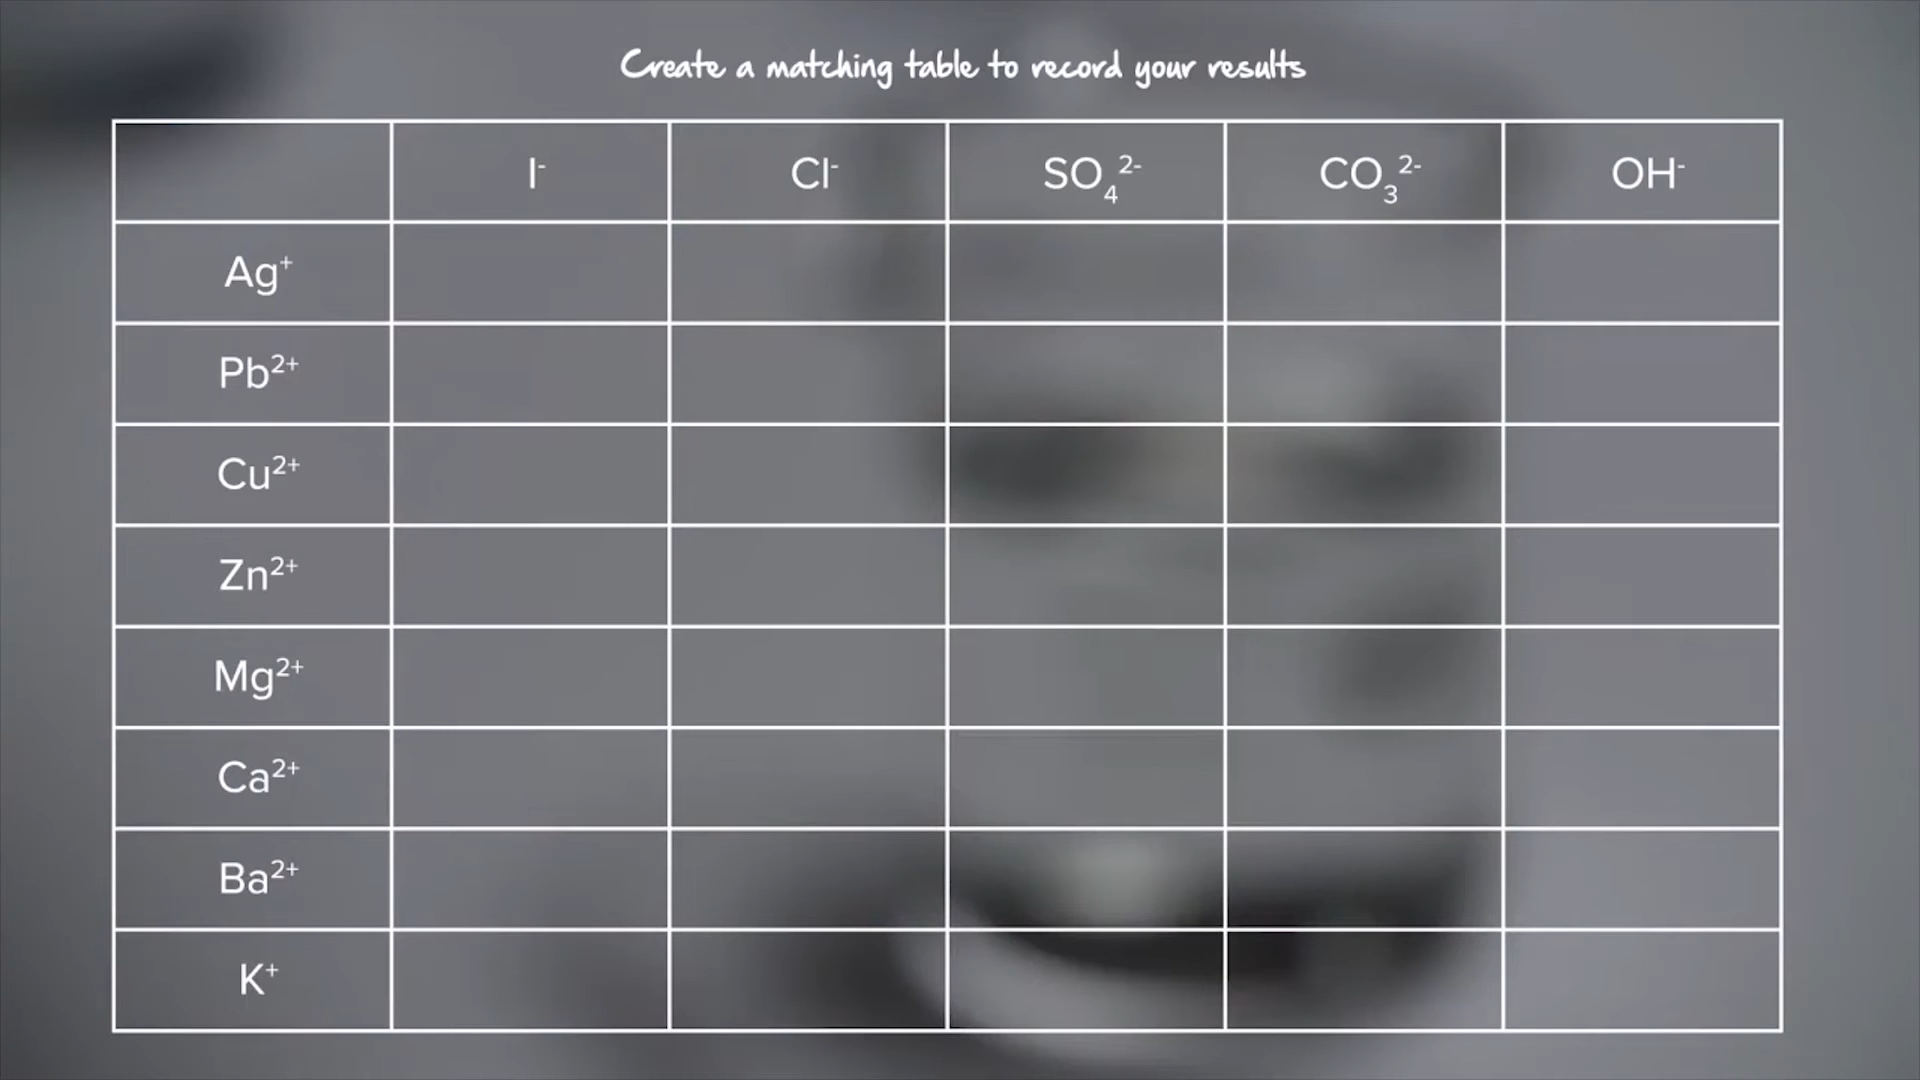 Create a matching table to record your results
I⁻ Cl⁻ SO₄²⁻ CO₃²⁻ OH⁻
Ag⁺
Pb²⁺
Cu²⁺
Zn²⁺
Mg²⁺
Ca²⁺
Ba²⁺
K⁺